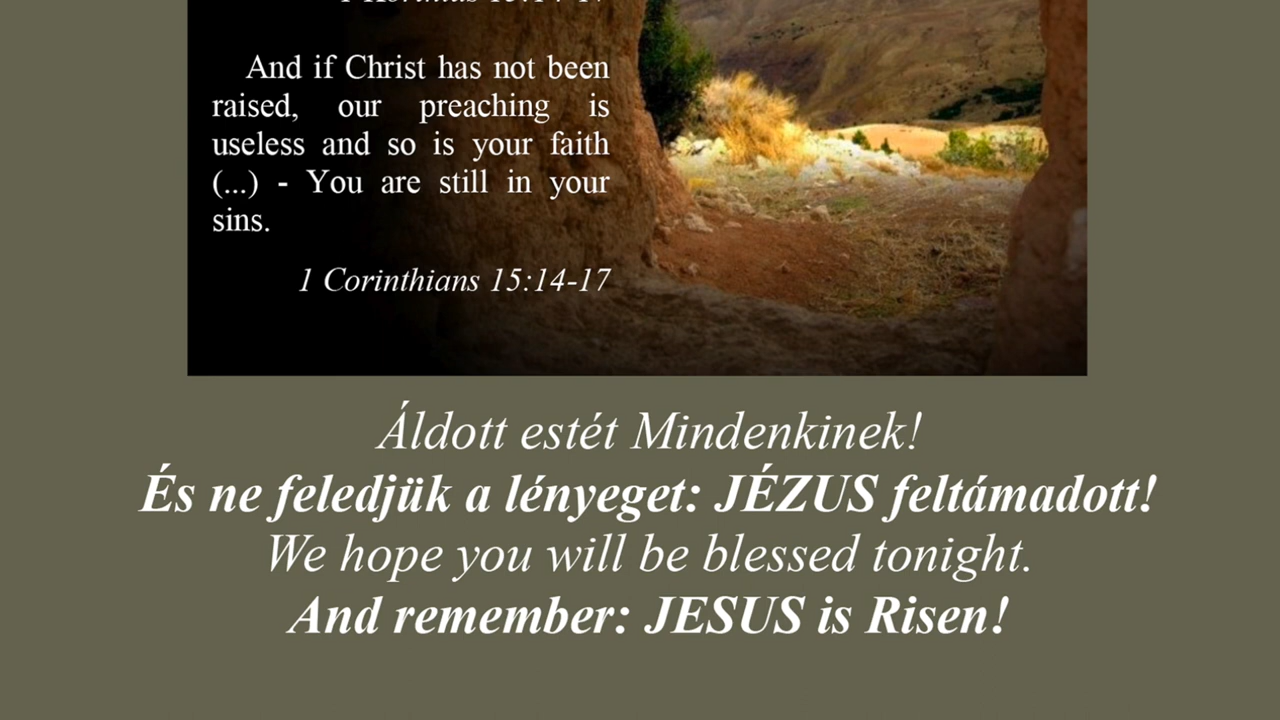 And if Christ has not been
raised, our preaching is
useless and so is your faith
(...) - You are still in your
sins.
1 Corinthians 15:14-17
Áldott estét Mindenkinek!
És ne feledjük a lényeget: JÉZUS feltámadott!
We hope you will be blessed tonight.
And remember: JESUS is Risen!